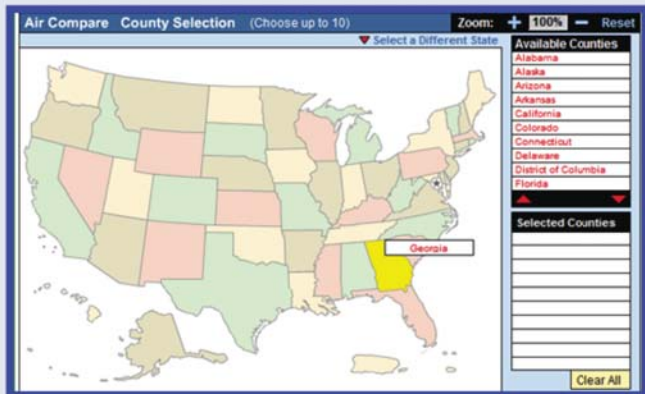 Air Compare County Selection (Choose up to 10) Zoom: + 100% − Reset
Select a Different State
Available Counties
Alabama
Alaska
Arizona
Arkansas
California
Colorado
Connecticut
Delaware
District of Columbia
Florida
Georgia
Selected Counties
Clear All